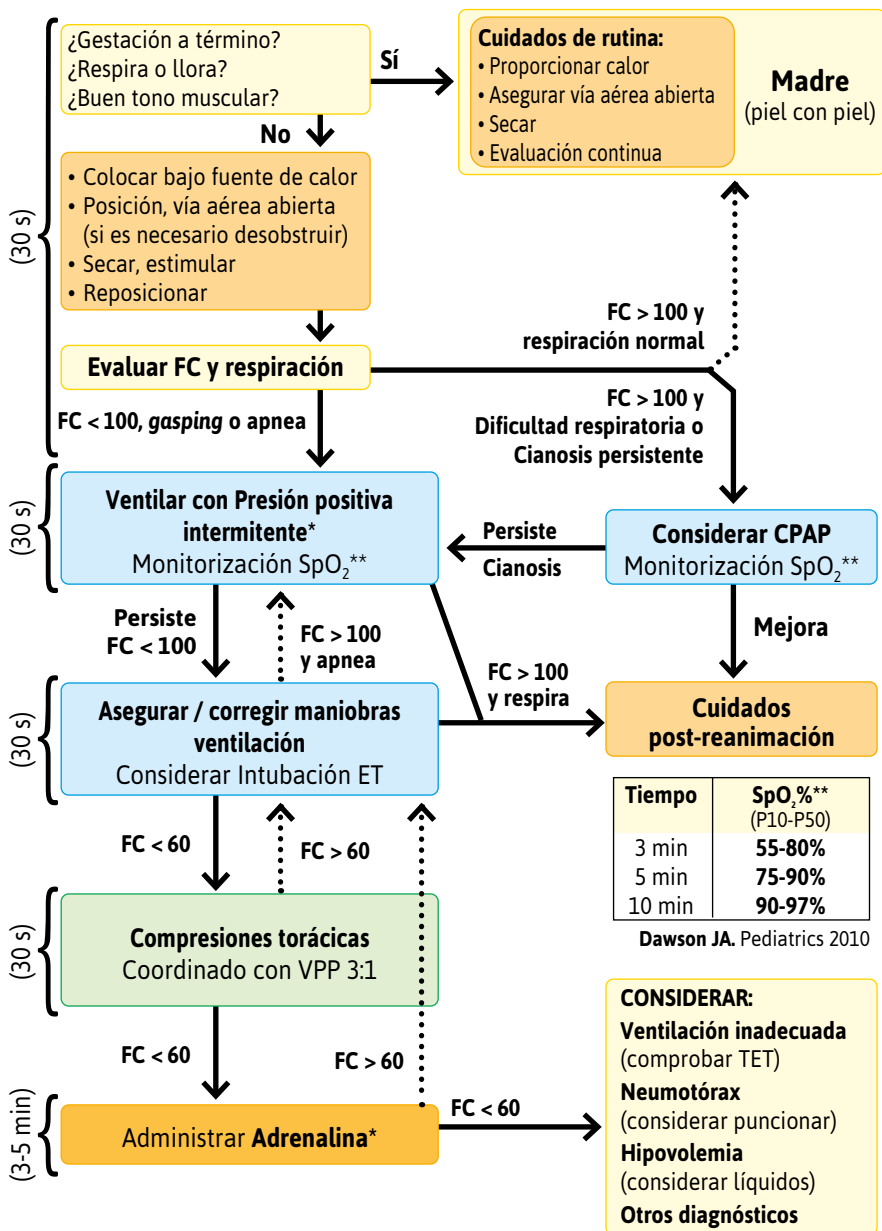 ¿Gestación a término?
¿Respira o llora?
¿Buen tono muscular?
Sí
Cuidados de rutina:
• Proporcionar calor
• Asegurar vía aérea abierta
• Secar
• Evaluación continua
Madre
(piel con piel)
No
(30 s)
• Colocar bajo fuente de calor
• Posición, vía aérea abierta
(si es necesario desobstruir)
• Secar, estimular
• Reposicionar
FC > 100 y
respiración normal
Evaluar FC y respiración
FC < 100, gasping o apnea
FC > 100 y
Dificultad respiratoria o
Cianosis persistente
(30 s)
Ventilar con Presión positiva
intermitente*
Monitorización SpO₂**
Persiste
Cianosis
Considerar CPAP
Monitorización SpO₂**
Persiste
FC < 100
FC > 100
y apnea
FC > 100
y respira
Mejora
(30 s)
Asegurar / corregir maniobras
ventilación
Considerar Intubación ET
Cuidados
post-reanimación
FC < 60
FC > 60
Tiempo SpO₂%**
(P10-P50)
3 min 55-80%
5 min 75-90%
10 min 90-97%
Dawson JA. Pediatrics 2010
(30 s)
Compresiones torácicas
Coordinado con VPP 3:1
FC < 60
FC > 60
(3-5 min)
Administrar Adrenalina*
FC < 60
CONSIDERAR:
Ventilación inadecuada
(comprobar TET)
Neumotórax
(considerar puncionar)
Hipovolemia
(considerar líquidos)
Otros diagnósticos